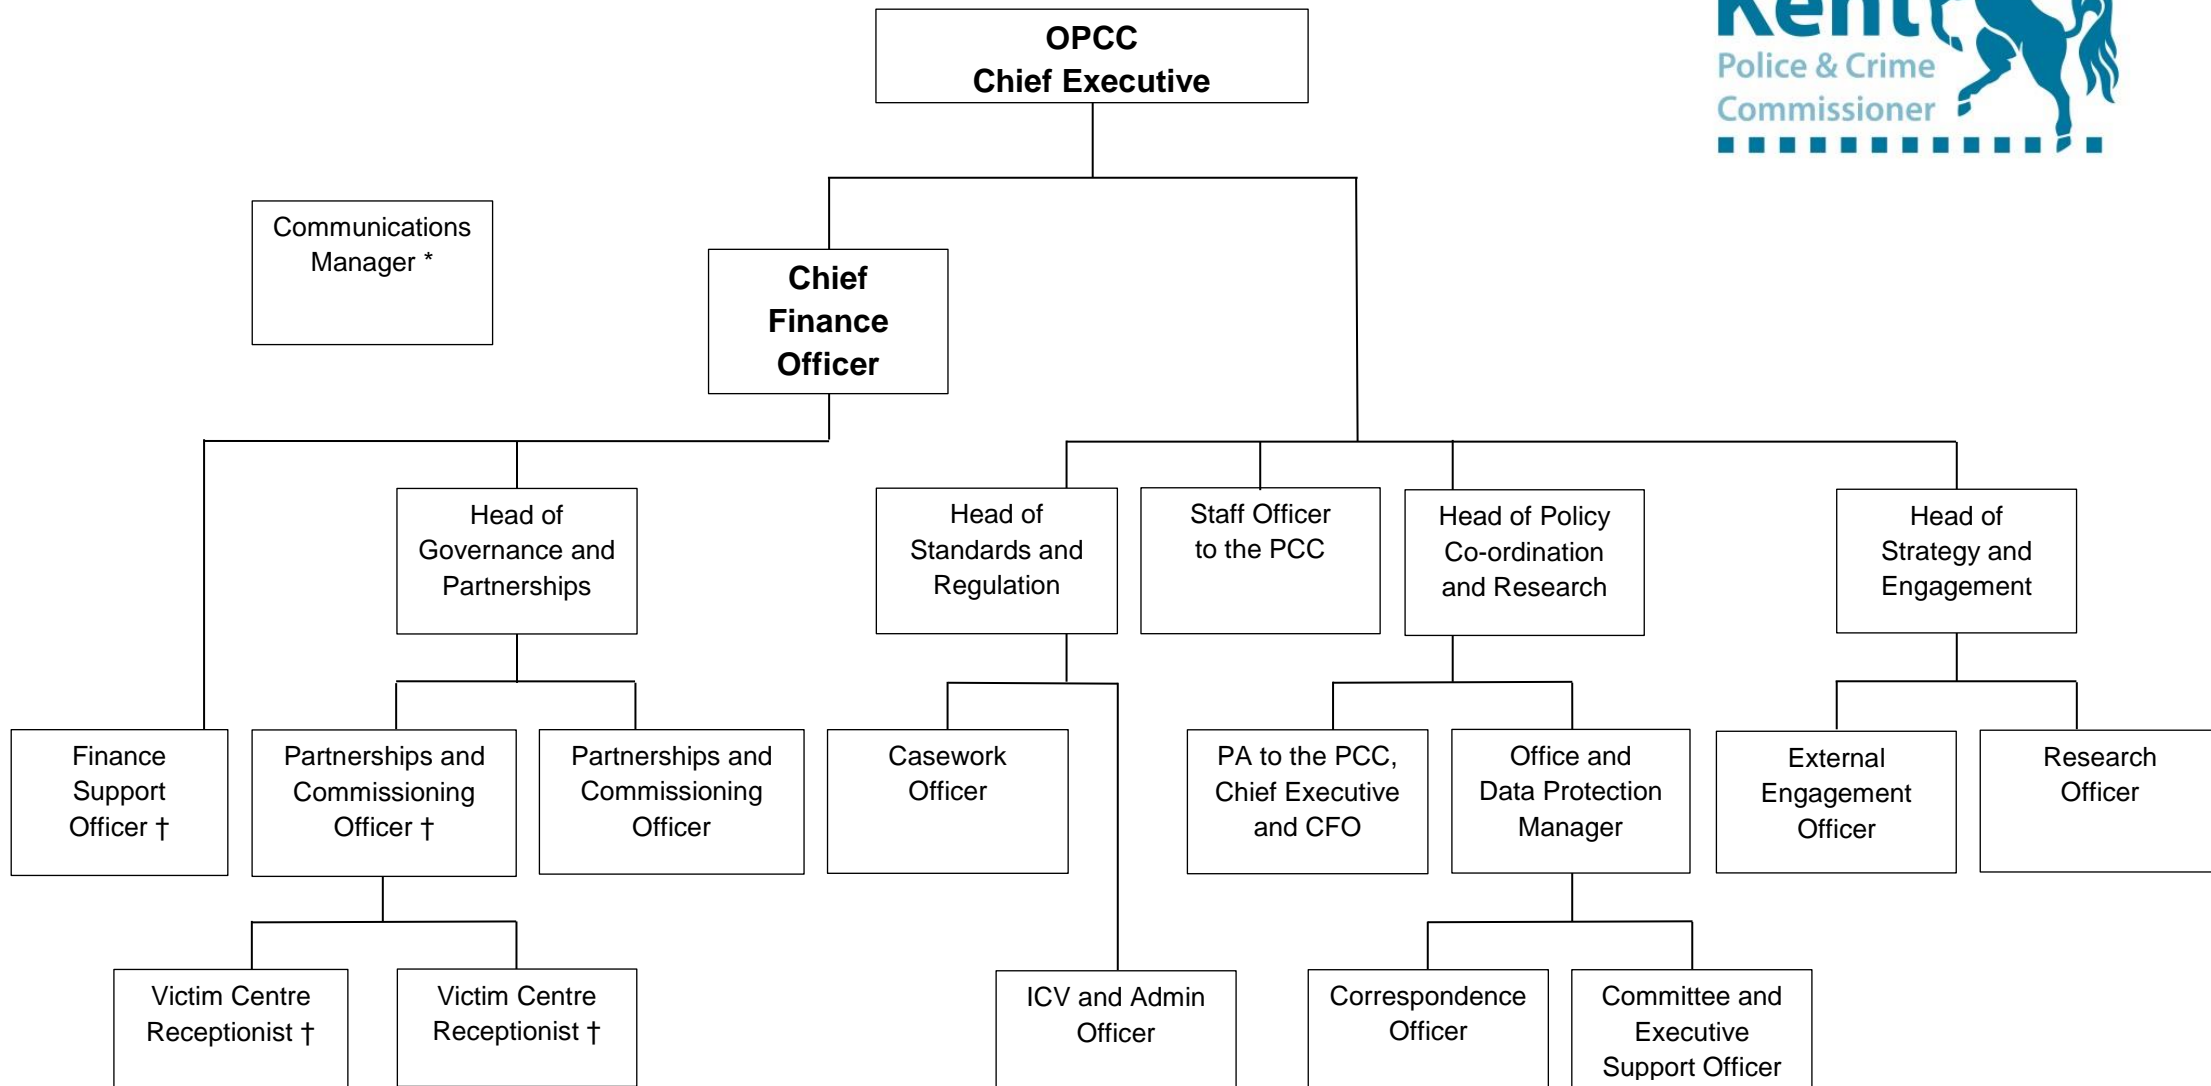 OPCC
Chief Executive
Kent
Police & Crime
Commissioner
Communications
Manager *
Chief
Finance
Officer
Head of
Governance and
Partnerships
Head of
Standards and
Regulation
Staff Officer
to the PCC
Head of Policy
Co-ordination
and Research
Head of
Strategy and
Engagement
Finance
Support
Officer †
Partnerships and
Commissioning
Officer †
Partnerships and
Commissioning
Officer
Casework
Officer
PA to the PCC,
Chief Executive
and CFO
Office and
Data Protection
Manager
External
Engagement
Officer
Research
Officer
Victim Centre
Receptionist †
Victim Centre
Receptionist †
ICV and Admin
Officer
Correspondence
Officer
Committee and
Executive
Support Officer